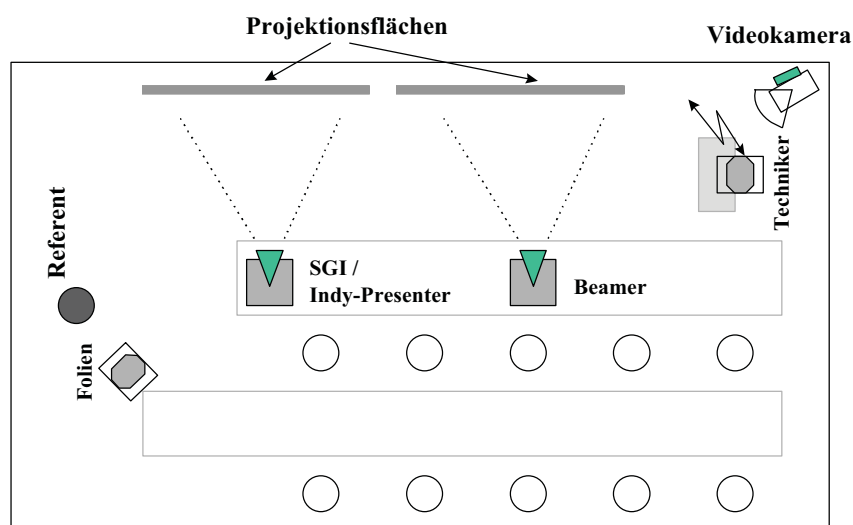 Projektionsflächen
Videokamera
Techniker
Referent
SGI /
Indy-Presenter
Beamer
Folien